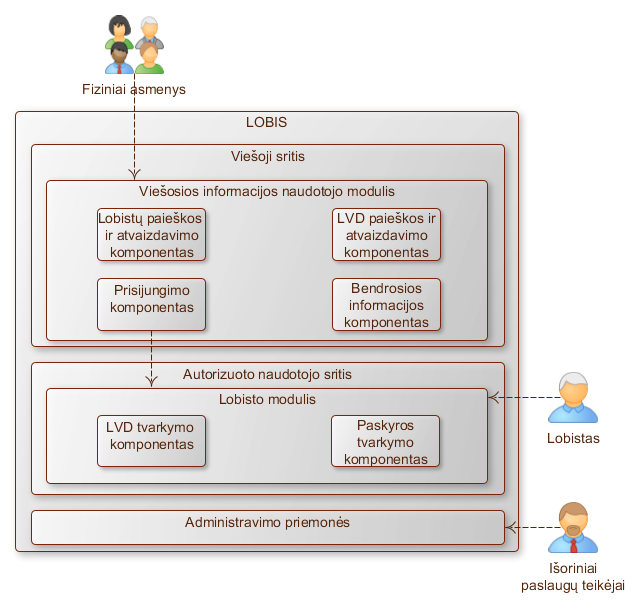 Fiziniai asmenys
LOBIS
Viešoji sritis
Viešosios informacijos naudotojo modulis
Lobistų paieškos
ir atvaizdavimo
komponentas
LVD paieškos ir
atvaizdavimo
komponentas
Prisijungimo
komponentas
Bendrosios
informacijos
komponentas
Autorizuoto naudotojo sritis
Lobisto modulis
LVD tvarkymo
komponentas
Paskyros
tvarkymo
komponentas
Lobistas
Administravimo priemonės
Išoriniai
paslaugų teikėjai